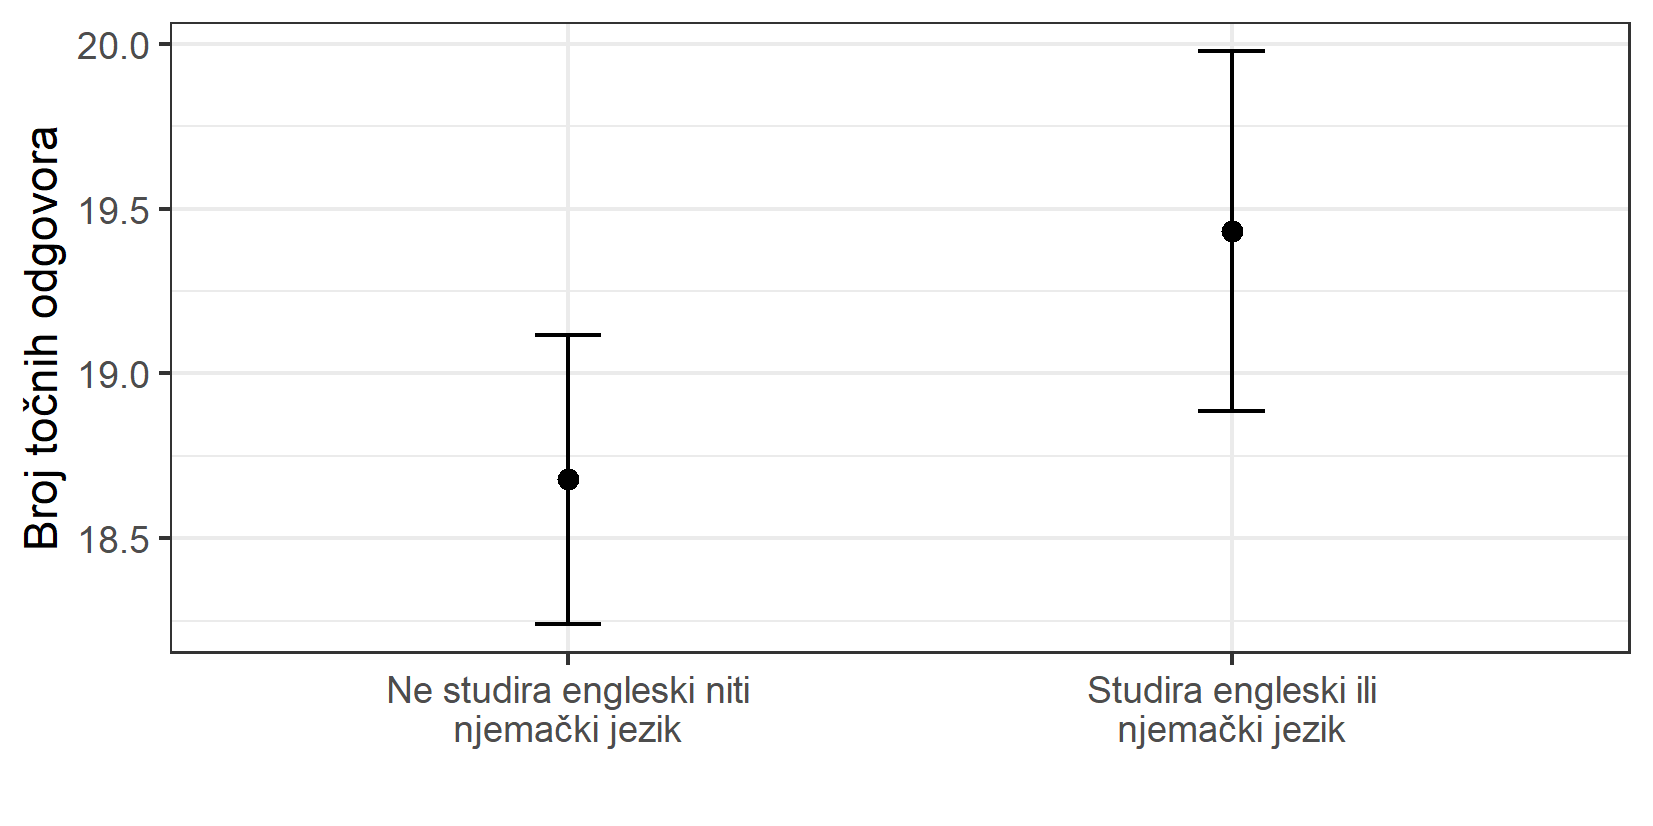 Broj točnih odgovora
20.0
19.5
19.0
18.5
Ne studira engleski niti
njemački jezik
Studira engleski ili
njemački jezik